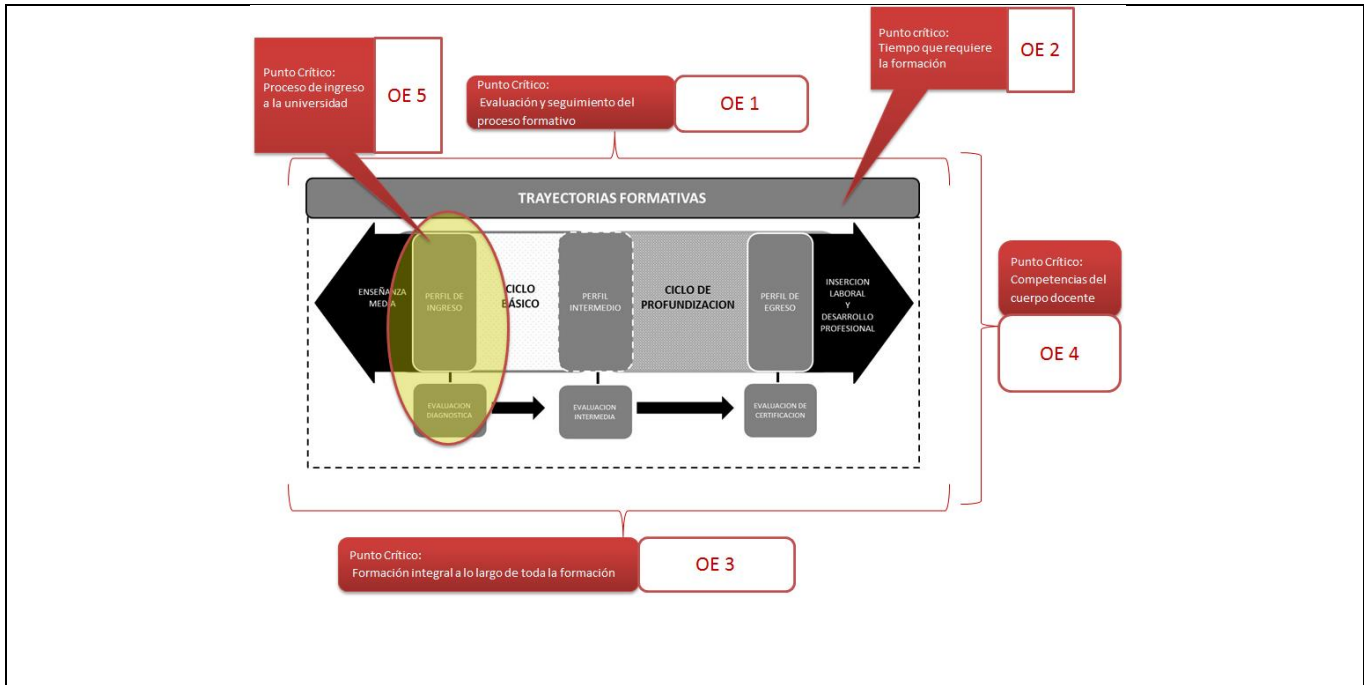 Punto crítico:
Tiempo que requiere
la formación
OE 2
Punto Crítico:
Proceso de ingreso
a la universidad
OE 5
Punto Crítico:
Evaluación y seguimiento del
proceso formativo
OE 1
TRAYECTORIAS FORMATIVAS
ENSEÑANZA
MEDIA
PERFIL DE
INGRESO
CICLO
BÁSICO
PERFIL
INTERMEDIO
CICLO DE
PROFUNDIZACION
PERFIL DE
EGRESO
INSERCION
LABORAL
Y
DESARROLLO
PROFESIONAL
EVALUACION
DIAGNOSTICA
EVALUACION
INTERMEDIA
EVALUACION DE
CERTIFICACION
Punto Crítico:
Competencias del
cuerpo docente
OE 4
Punto Crítico:
Formación integral a lo largo de toda la formación
OE 3